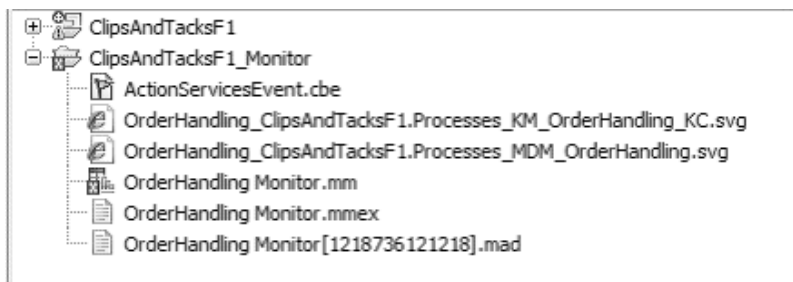 ClipsAndTacksF1
ClipsAndTacksF1_Monitor
ActionServicesEvent.cbe
OrderHandling_ClipsAndTacksF1.Processes_KM_OrderHandling_KC.svg
OrderHandling_ClipsAndTacksF1.Processes_MDM_OrderHandling.svg
OrderHandling Monitor.mm
OrderHandling Monitor.mmex
OrderHandling Monitor[1218736121218].mad